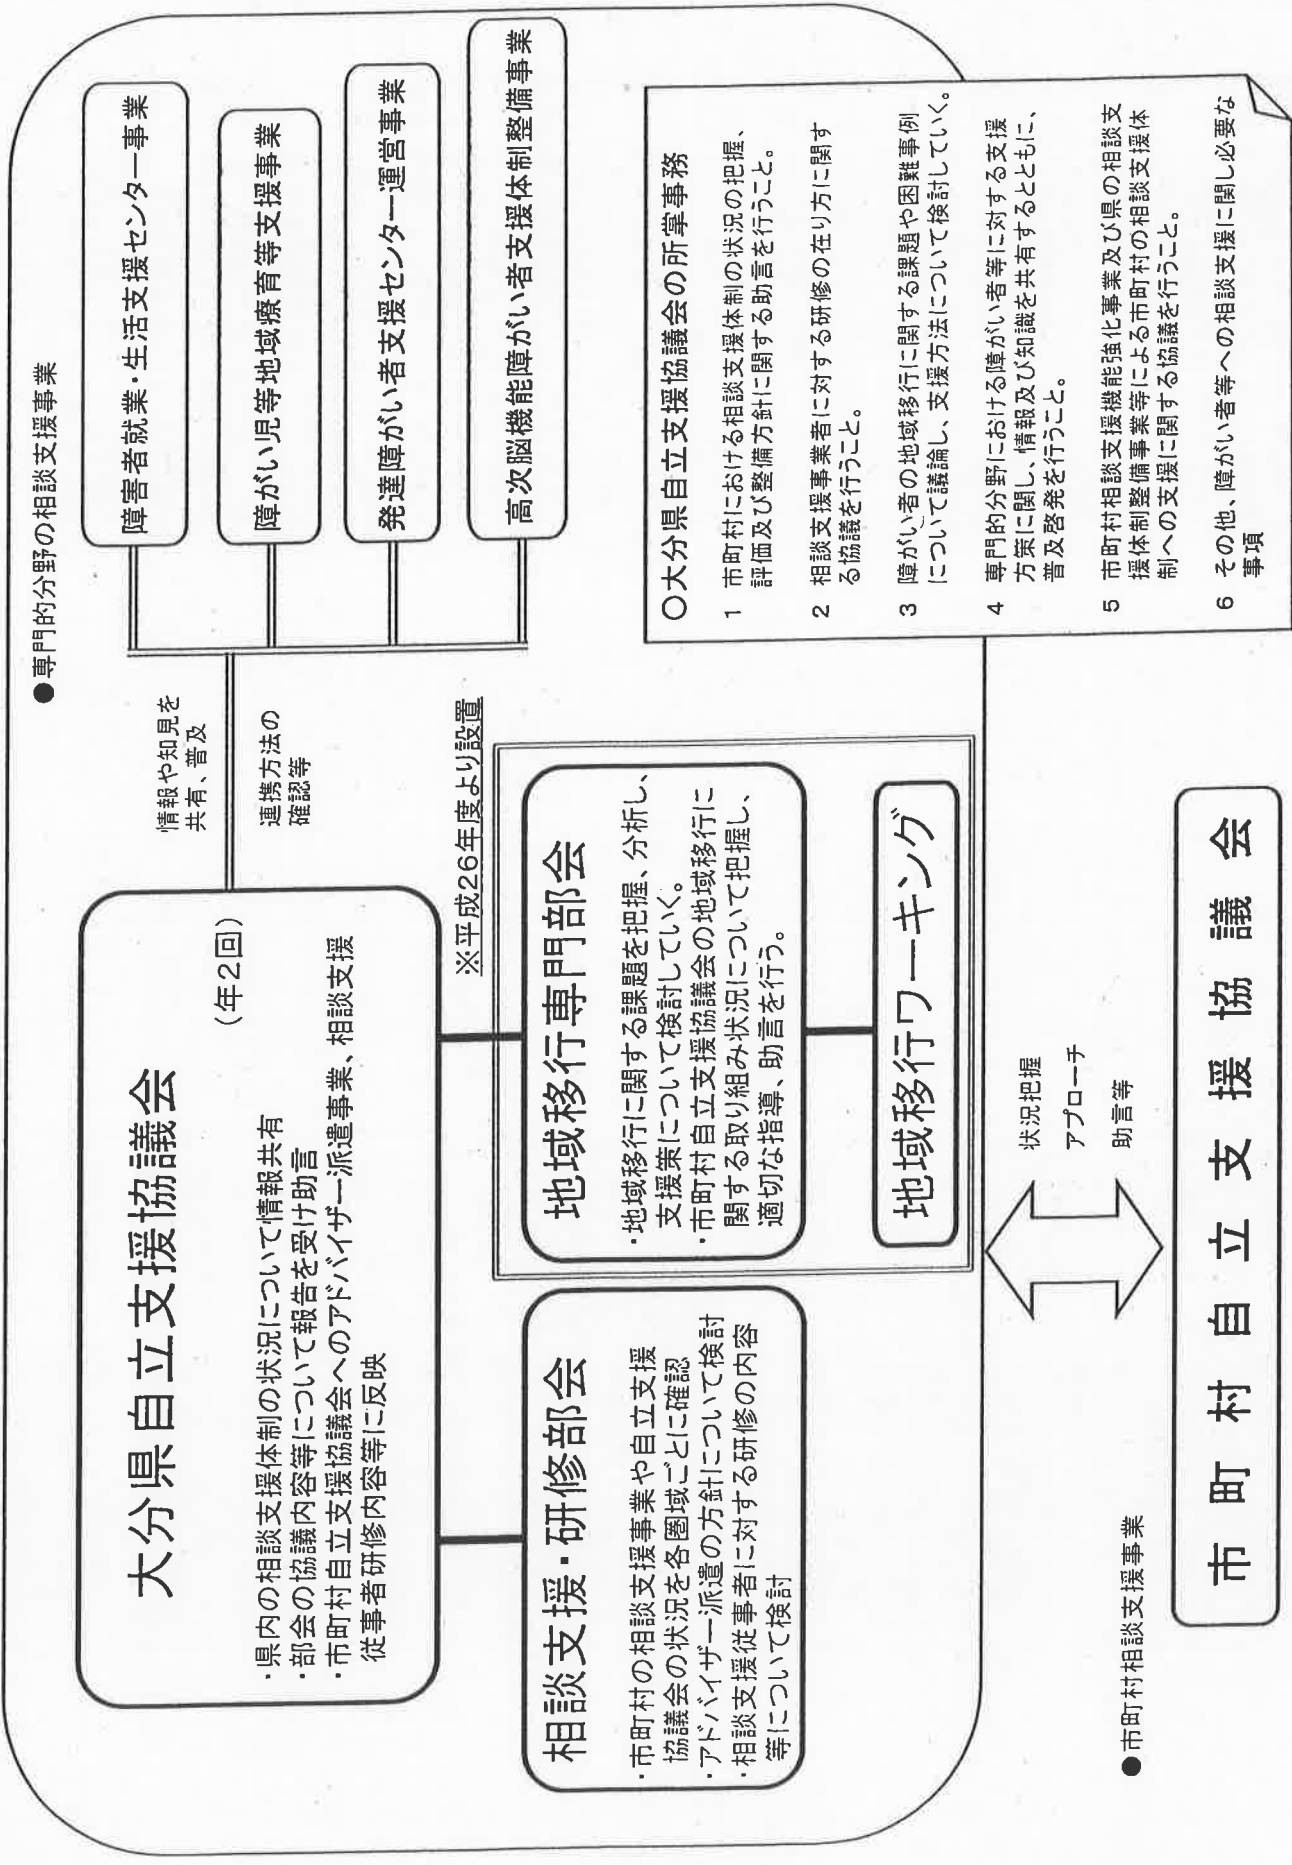 大分県自立支援協議会
(年2回)
・県内の相談支援体制の状況について情報共有
・部会の協議内容等について報告を受け助言
・市町村自立支援協議会へのアドバイザー派遣事業、相談支援
従事者研修内容等に反映
情報や知見を
共有、普及
連携方法の
確認等
●専門的分野の相談支援事業
障害者就業・生活支援センター事業
障がい児等地域療育等支援事業
発達障がい者支援センター運営事業
高次脳機能障がい者支援体制整備事業
相談支援・研修部会
・市町村の相談支援事業や自立支援
協議会の状況を各圏域ごとに確認
・アドバイザー派遣の方針について検討
・相談支援従事者に対する研修の内容
等について検討
※平成26年度より設置
地域移行専門部会
・地域移行に関する課題を把握、分析し、
支援策について検討していく。
・市町村自立支援協議会の地域移行に
関する取り組み状況について把握し、
適切な指導、助言を行う。
地域移行ワーキング
〇大分県自立支援協議会の所掌事務
1 市町村における相談支援体制の状況の把握、
評価及び整備方針に関する助言を行うこと。
2 相談支援事業者に対する研修の在り方に関す
る協議を行うこと。
3 障がい者の地域移行に関する課題や困難事例
について議論し、支援方法について検討していく。
4 専門的分野における障がい者等に対する支援
方策に関し、情報及び知識を共有するとともに、
普及啓発を行うこと。
5 市町村相談支援機能強化事業及び県の相談支
援体制整備事業等による市町村の相談支援体
制への支援に関する協議を行うこと。
6 その他、障がい者等への相談支援に関し必要な
事項
状況把握
アプローチ
助言等
●市町村相談支援事業
市町村自立支援協議会